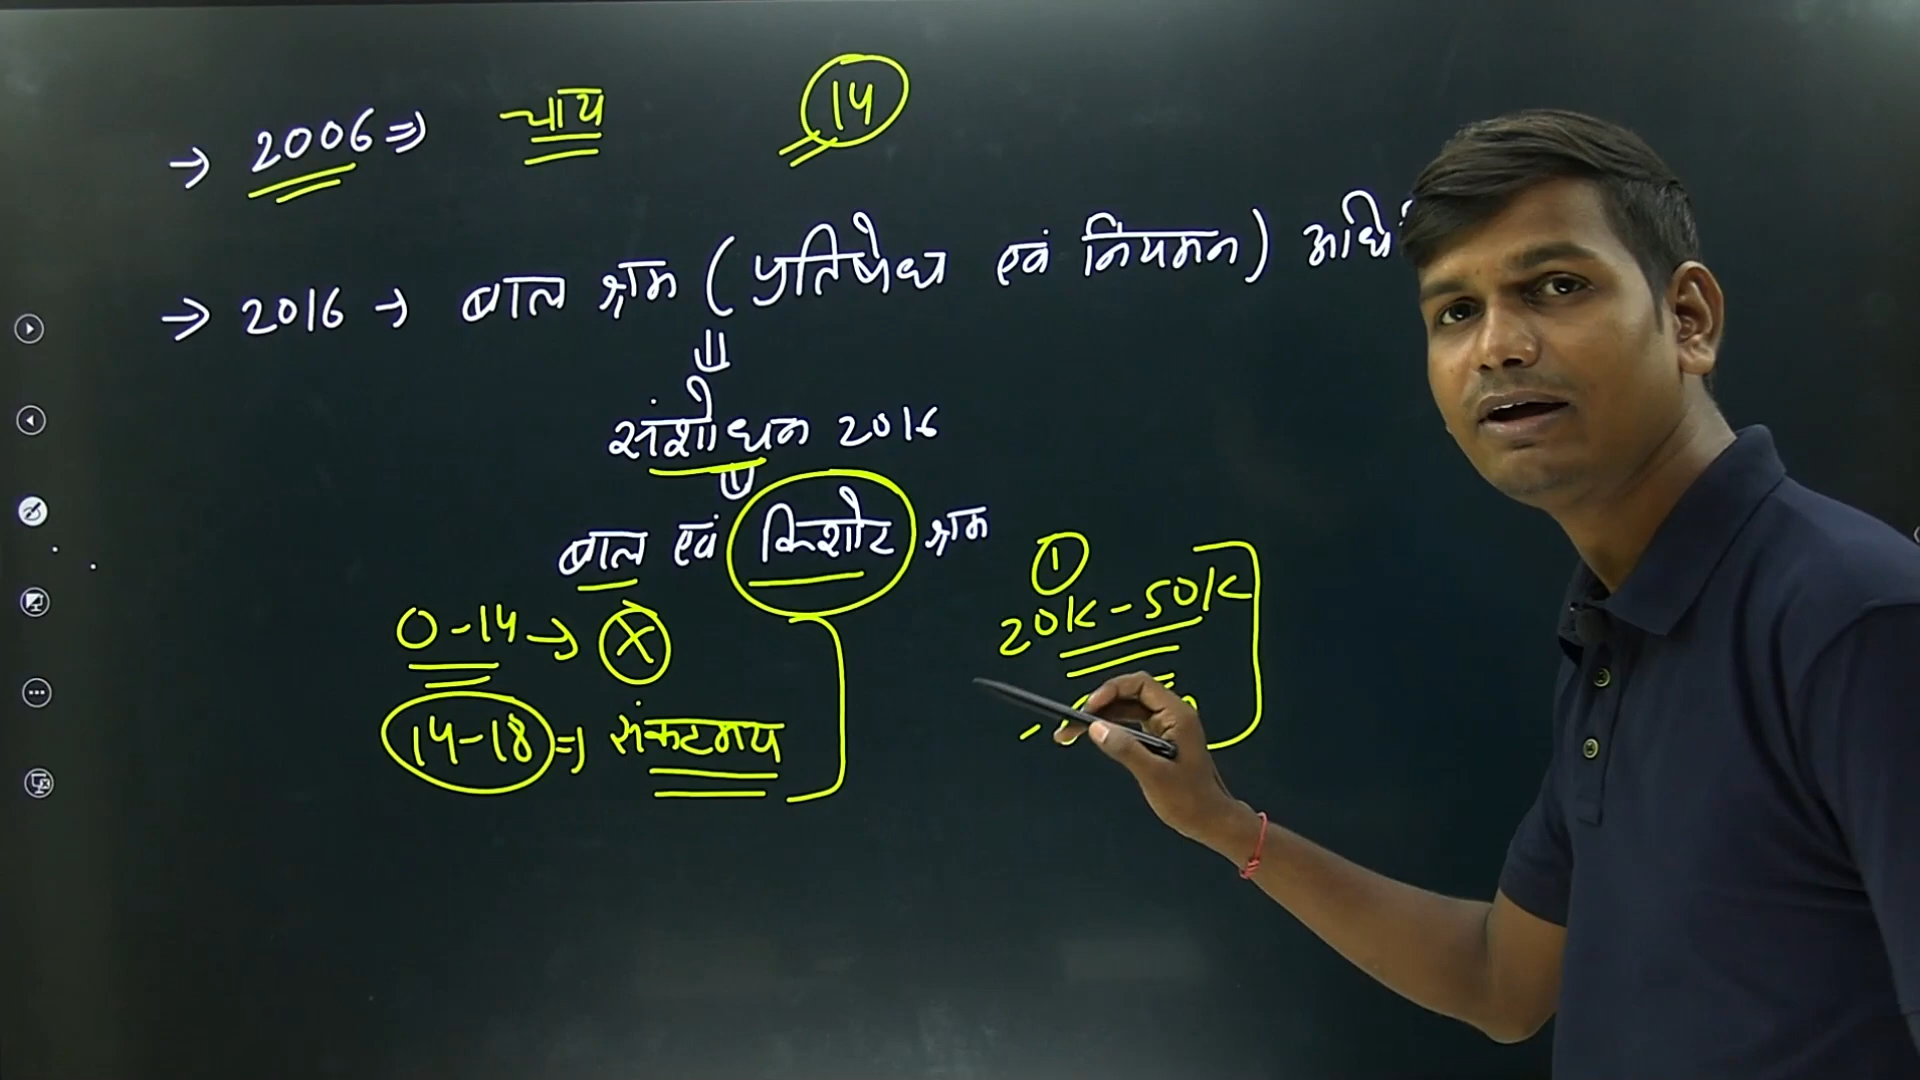 → 2006 ⇒ चाय 14
→ 2016 → बाल श्रम (प्रतिषेध एवं नियमन)
⇓
संशोधन 2016
⇓
बाल एवं किशोर श्रम
0-14 → X
14-18 ⇒ संकटमय
1
20K-50K